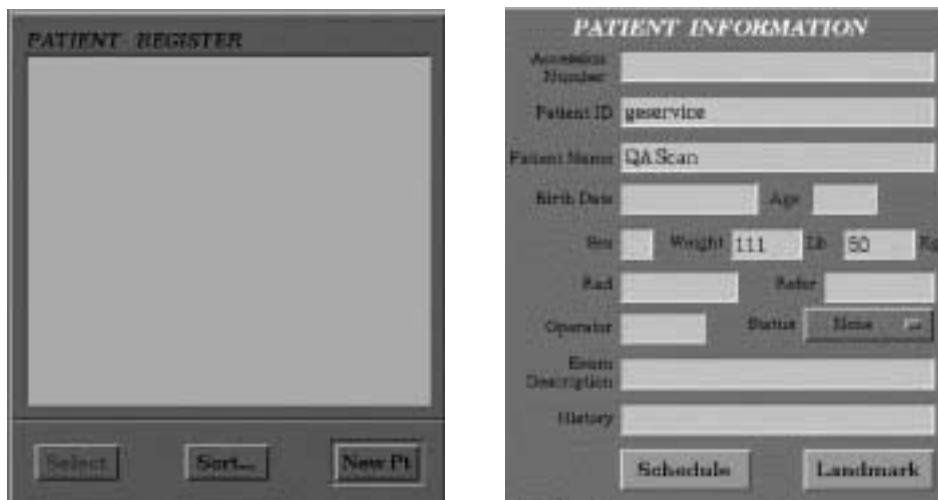 PATIENT REGISTER
Select Sort... New Pt
PATIENT INFORMATION
Accession
Number
Patient ID geservice
Patient Name QA Scan
Birth Date Age
Sex Weight 111 Lb 50 Kg
Rad Refer
Operator Status None
Exam
Description
History
Schedule Landmark